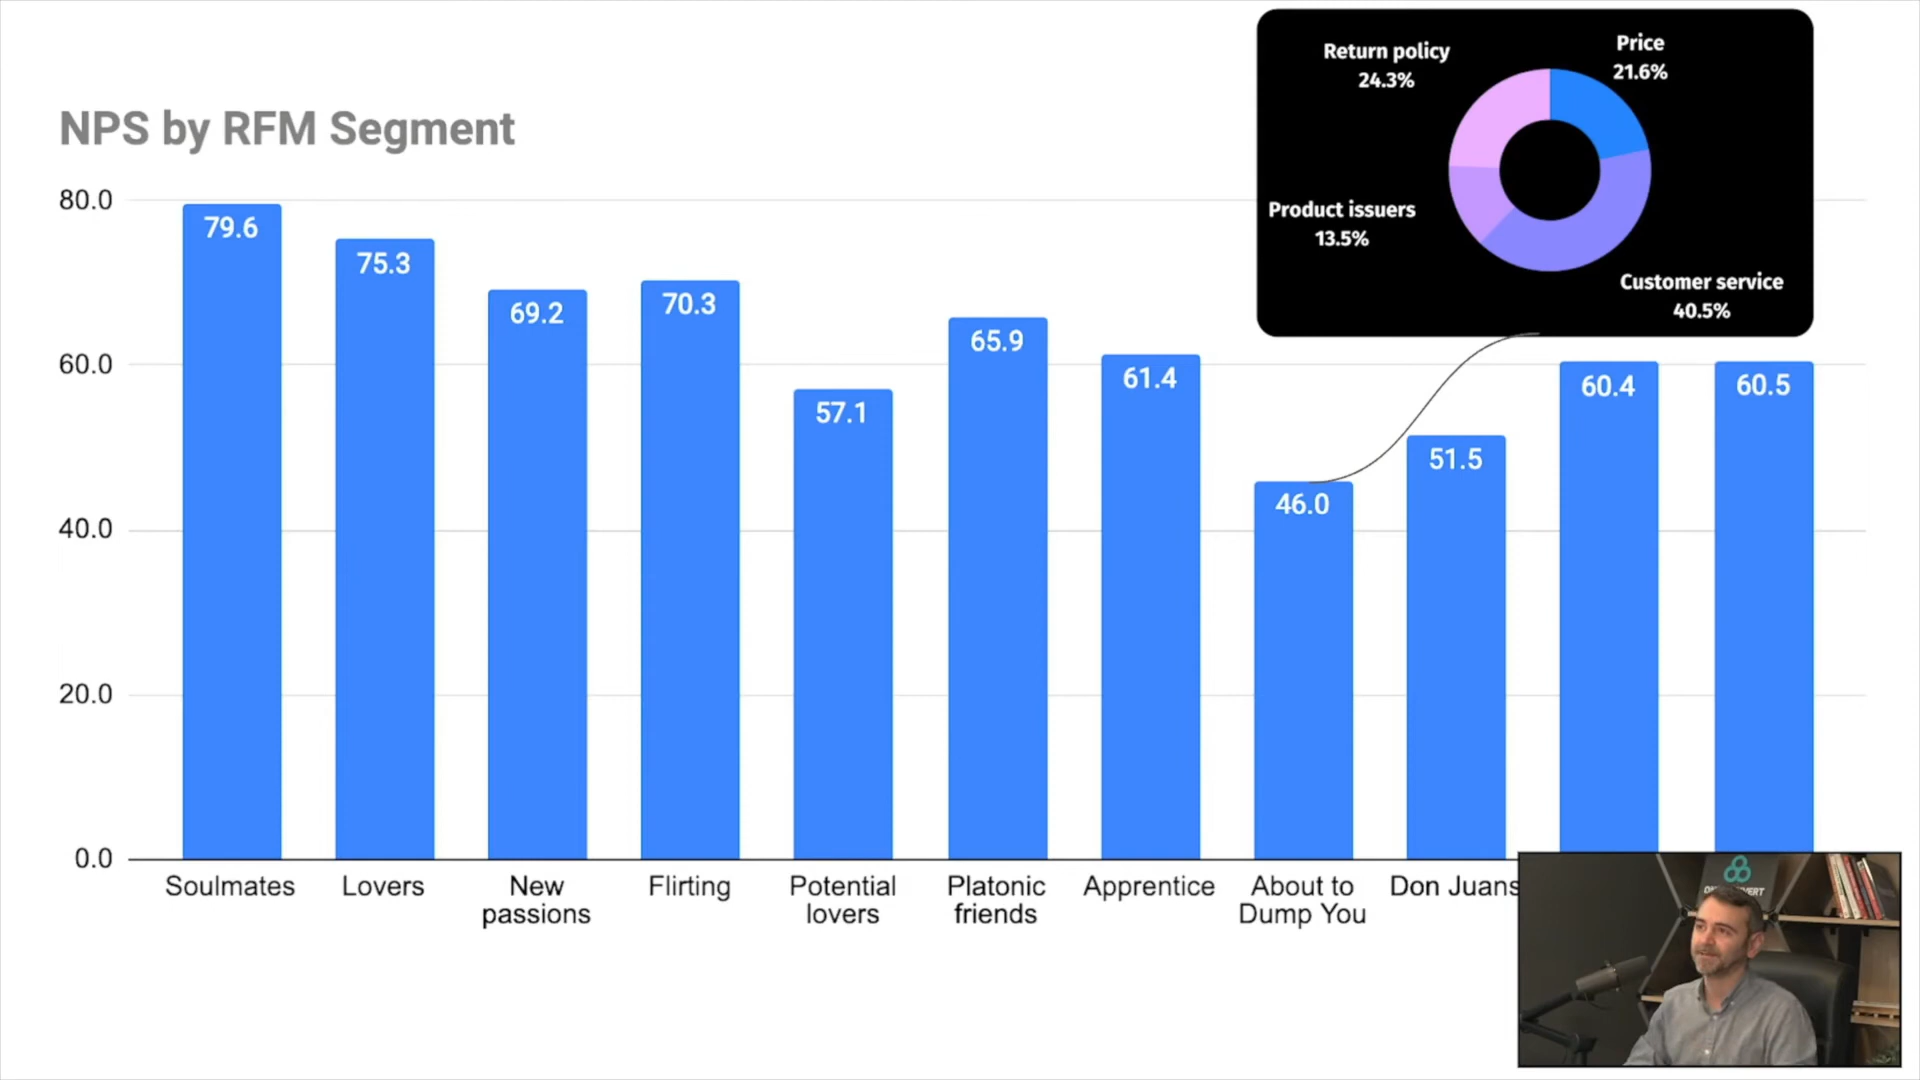 NPS by RFM Segment
Return policy
24.3%
Price
21.6%
Product issuers
13.5%
Customer service
40.5%
80.0
60.0
40.0
20.0
0.0
79.6
75.3
69.2
70.3
57.1
65.9
61.4
46.0
51.5
60.4
60.5
Soulmates
Lovers
New
passions
Flirting
Potential
lovers
Platonic
friends
Apprentice
About to
Dump You
Don Juans